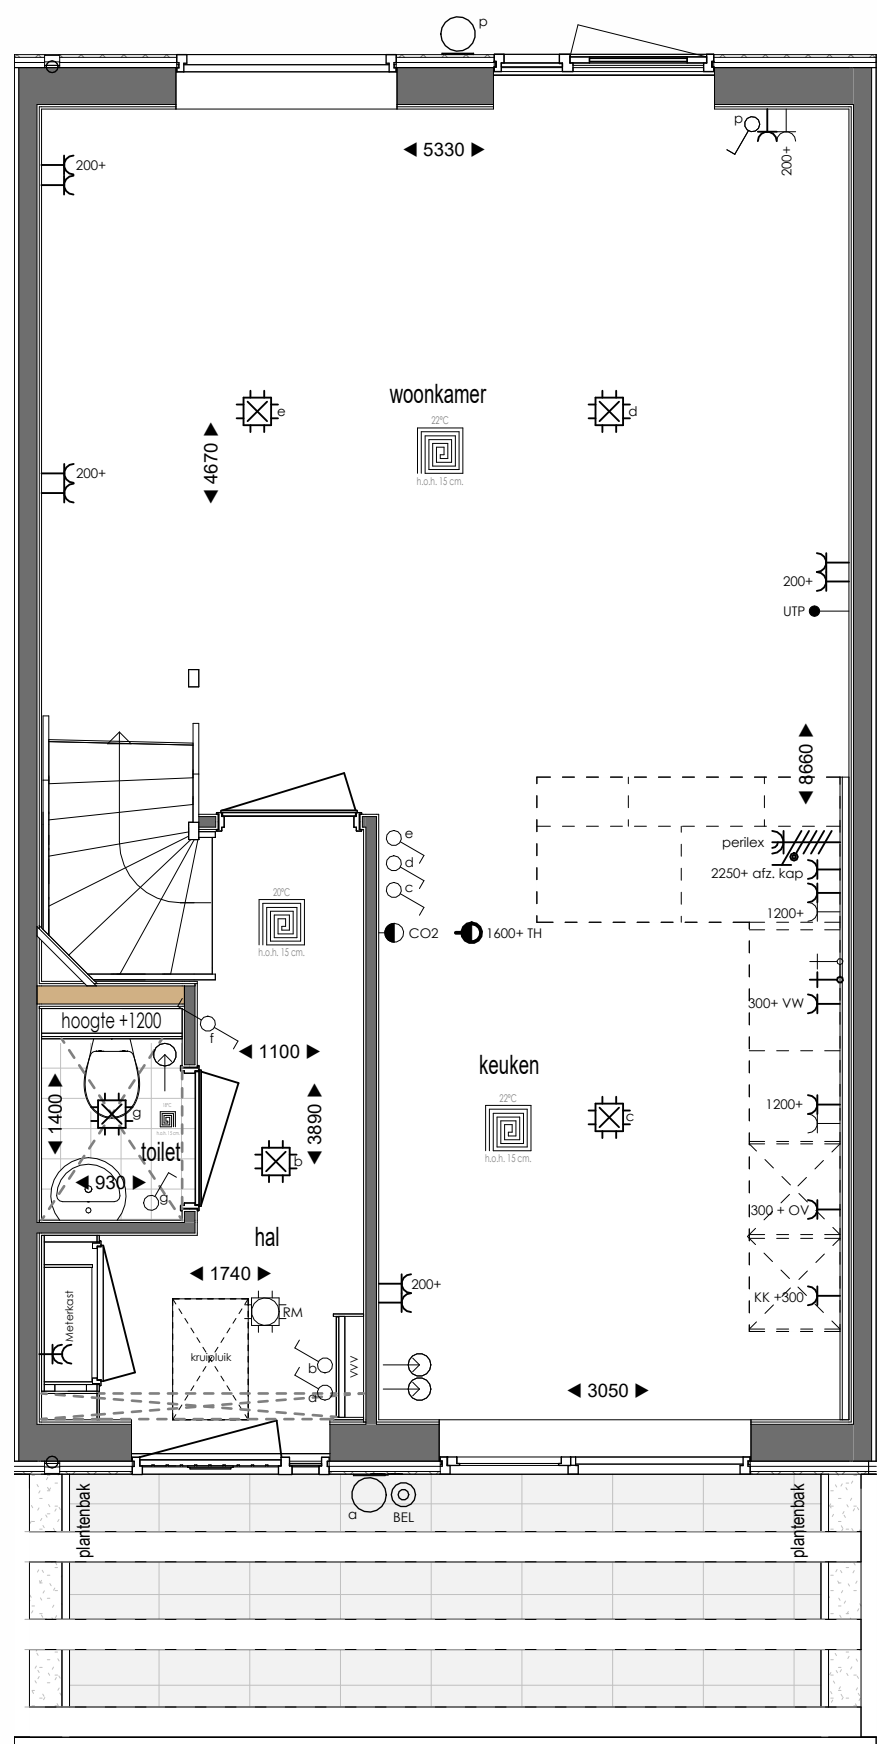 p
p
200+
5330
200+
woonkamer
22°C
e
d
h.o.h. 15 cm.
4670
200+
200+
UTP
8660
e
perilex
d
2250+ afz. kap
c
20°C
1200+
CO2
1600+ TH
h.o.h. 15 cm.
300+ VW
hoogte +1200
f
1100
keuken
22°C
1400
g
3890
1200+
c
toilet
h.o.h. 15 cm.
b
930
g
300 + OV
hal
1740
200+
KK +300
Meterkast
RM
kruipluik
b
VVV
a
3050
plantenbak
a
BEL
plantenbak